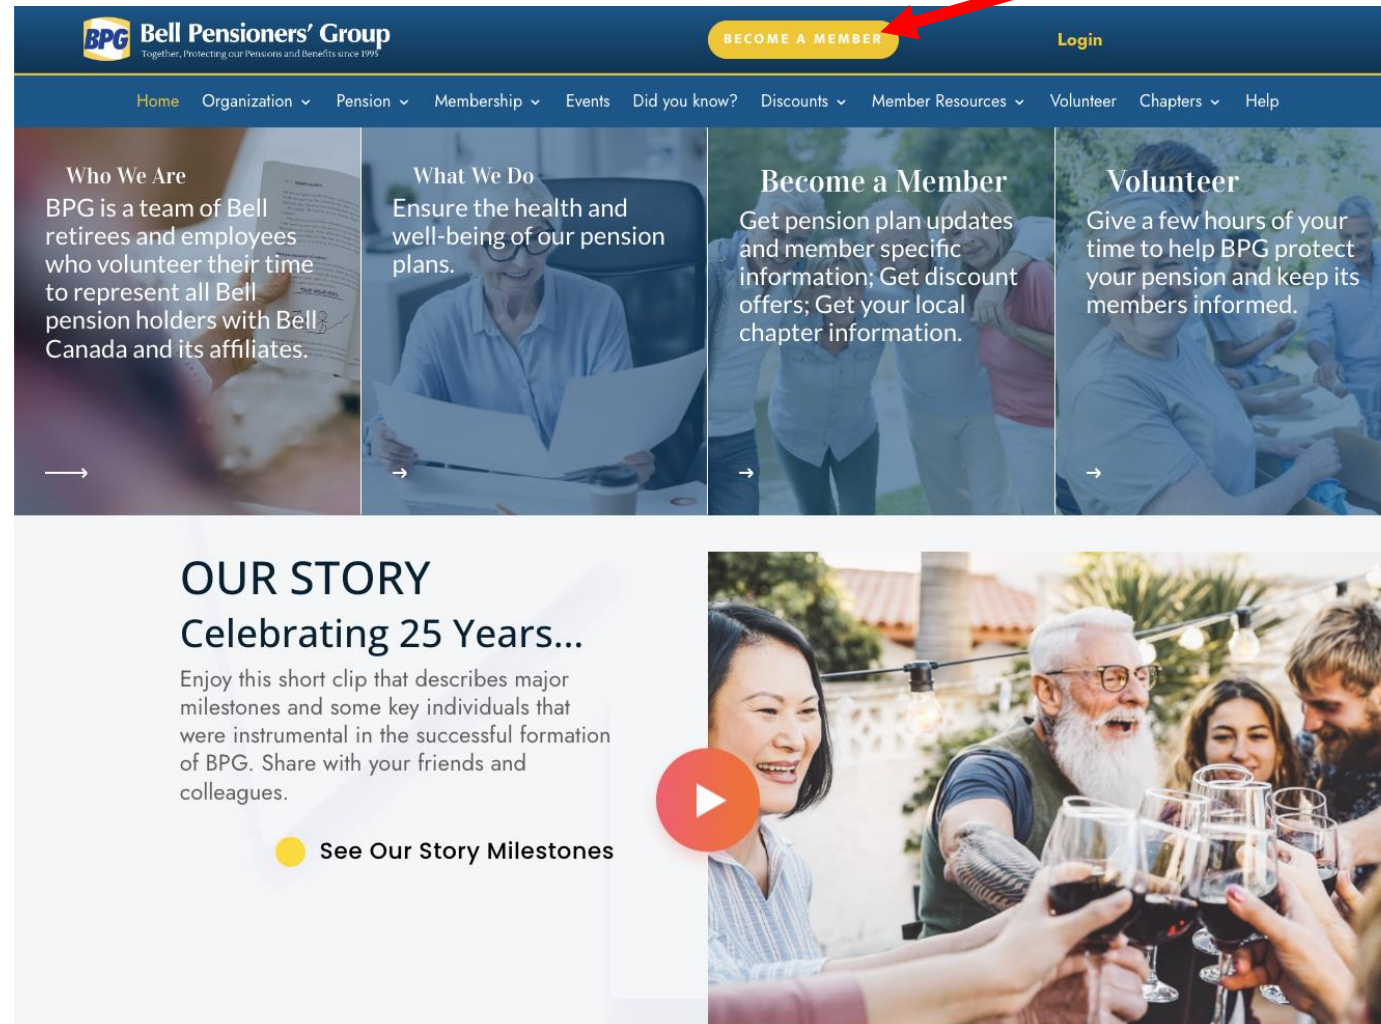 BPG
Bell Pensioners' Group
Together, Protecting our Pensions and Benefits since 1995
BECOME A MEMBER
Login
Home Organization Pension Membership Events Did you know? Discounts Member Resources Volunteer Chapters Help
Who We Are
BPG is a team of Bell
retirees and employees
who volunteer their time
to represent all Bell
pension holders with Bell
Canada and its affiliates.
What We Do
Ensure the health and
well-being of our pension
plans.
Become a Member
Get pension plan updates
and member specific
information; Get discount
offers; Get your local
chapter information.
Volunteer
Give a few hours of your
time to help BPG protect
your pension and keep its
members informed.
OUR STORY
Celebrating 25 Years...
Enjoy this short clip that describes major
milestones and some key individuals that
were instrumental in the successful formation
of BPG. Share with your friends and
colleagues.
See Our Story Milestones